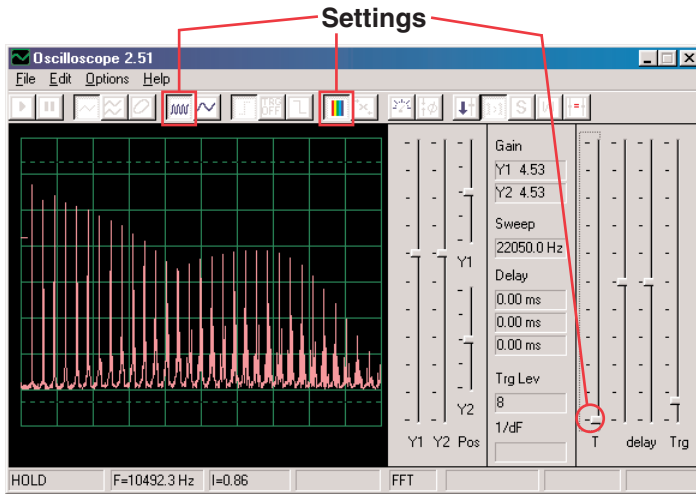 Settings
Oscilloscope 2.51
File Edit Options Help
TRG OFF
S
Gain
Y1 4.53
Y2 4.53
Sweep
22050.0 Hz
Delay
0.00 ms
0.00 ms
0.00 ms
Trg Lev
8
1/dF
Y1
Y2
Y1 Y2 Pos
T delay Trg
HOLD F=10492.3 Hz I=0.86 FFT